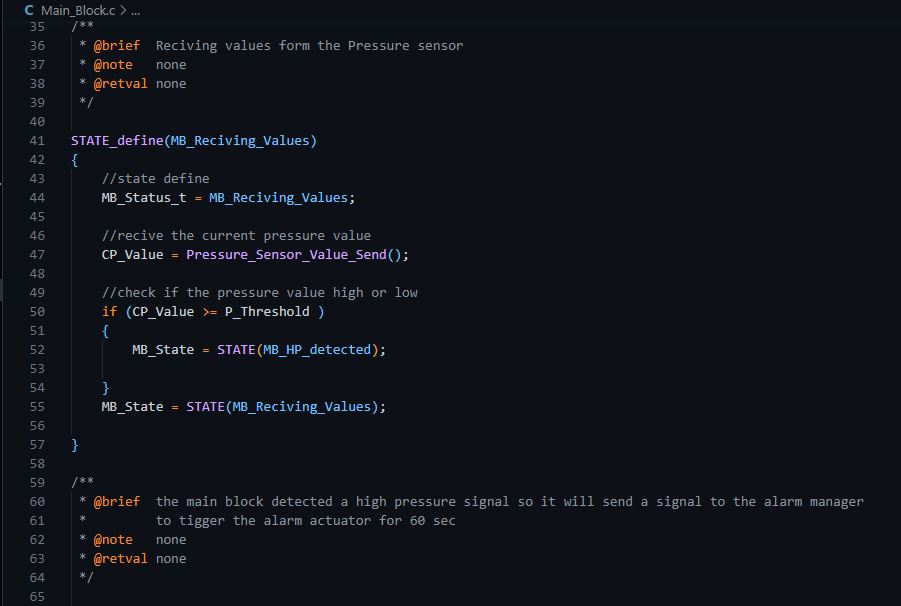 C Main_Block.c > ...
35 /**
36 * @brief Reciving values form the Pressure sensor
37 * @note none
38 * @retval none
39 */
40
41 STATE_define(MB_Reciving_Values)
42 {
43 //state define
44 MB_Status_t = MB_Reciving_Values;
45
46 //recive the current pressure value
47 CP_Value = Pressure_Sensor_Value_Send();
48
49 //check if the pressure value high or low
50 if (CP_Value >= P_Threshold )
51 {
52 MB_State = STATE(MB_HP_detected);
53
54 }
55 MB_State = STATE(MB_Reciving_Values);
56
57 }
58
59 /**
60 * @brief the main block detected a high pressure signal so it will send a signal to the alarm manager
61 * to tigger the alarm actuator for 60 sec
62 * @note none
63 * @retval none
64 */
65